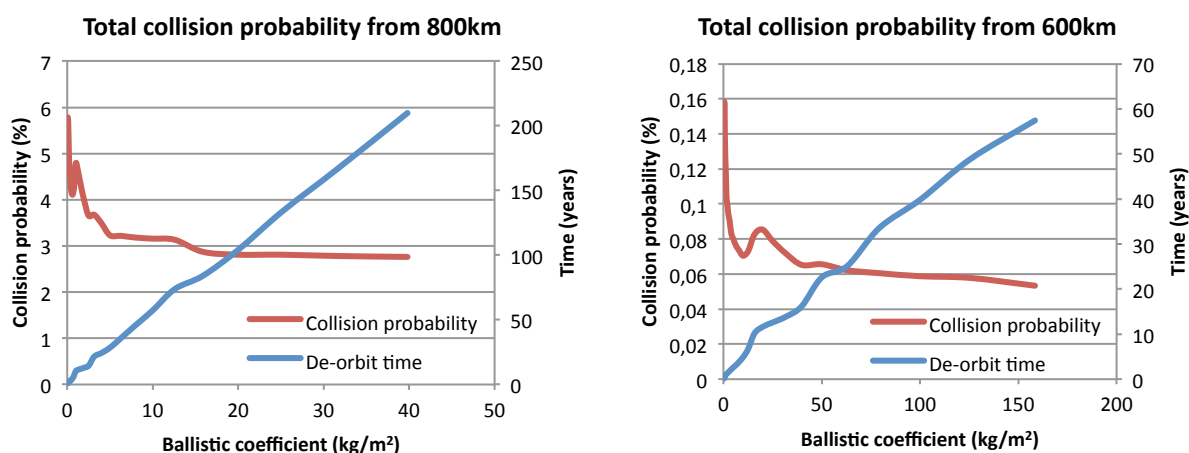 Total collision probability from 800km
7
6
5
4
3
2
1
0
Collision probability (%)
250
200
150
100
50
0
Time (years)
Collision probability
De-orbit time
0 10 20 30 40 50
Ballistic coefficient (kg/m²)
Total collision probability from 600km
0,18
0,16
0,14
0,12
0,1
0,08
0,06
0,04
0,02
0
Collision probability (%)
70
60
50
40
30
20
10
0
Time (years)
Collision probability
De-orbit time
0 50 100 150 200
Ballistic coefficient (kg/m²)